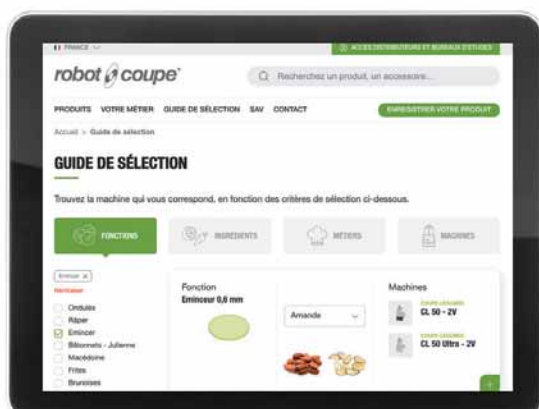 FRANCE
ACCÈS DISTRIBUTEURS ET BUREAUX D'ÉTUDES
robot coupe®
Recherchez un produit, un accessoire...
PRODUITS VOTRE MÉTIER GUIDE DE SÉLECTION SAV CONTACT
ENREGISTRER VOTRE PRODUIT
Accueil > Guide de sélection
GUIDE DE SÉLECTION
Trouvez la machine qui vous correspond, en fonction des critères de sélection ci-dessous.
FONCTIONS INGRÉDIENTS MÉTIERS MACHINES
Emincer x
Réinitialiser
Ondulés
Râper
Emincer
Bâtonnets - Julienne
Macédoine
Frites
Brunoises
Fonction
Eminceur 0,6 mm
Amande
Machines
COUPE-LÉGUMES
CL 50 - 2V
COUPE-LÉGUMES
CL 50 Ultra - 2V
+